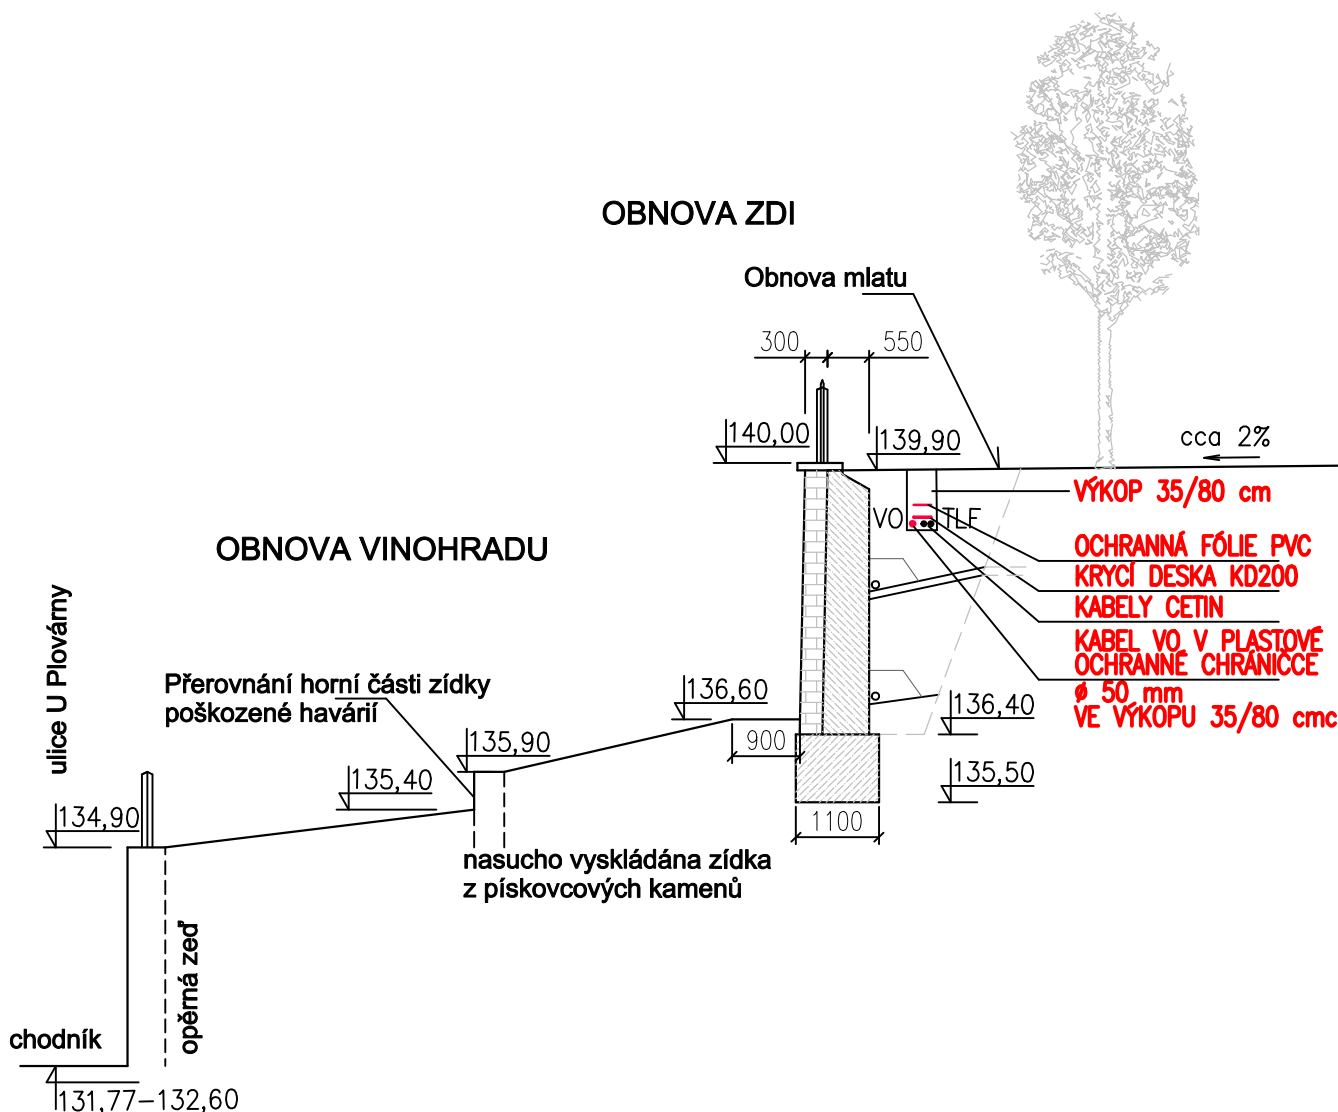 OBNOVA ZDI
Obnova mlatu
300
550
140,00
139,90
cca 2%
VÝKOP 35/80 cm
VO
TLF
OCHRANNÁ FÓLIE PVC
KRYCÍ DESKA KD200
KABELY CETIN
KABEL VO V PLASTOVÉ
OCHRANNÉ CHRÁNIČCE
ø 50 mm
VE VÝKOPU 35/80 cmc
OBNOVA VINOHRADU
ulice U Plovárny
Přerovnání horní části zídky
poškozené havárií
136,60
136,40
900
135,90
135,40
135,50
134,90
1100
nasucho vyskládána zídka
z pískovcových kamenů
opěrná zeď
chodník
131,77-132,60